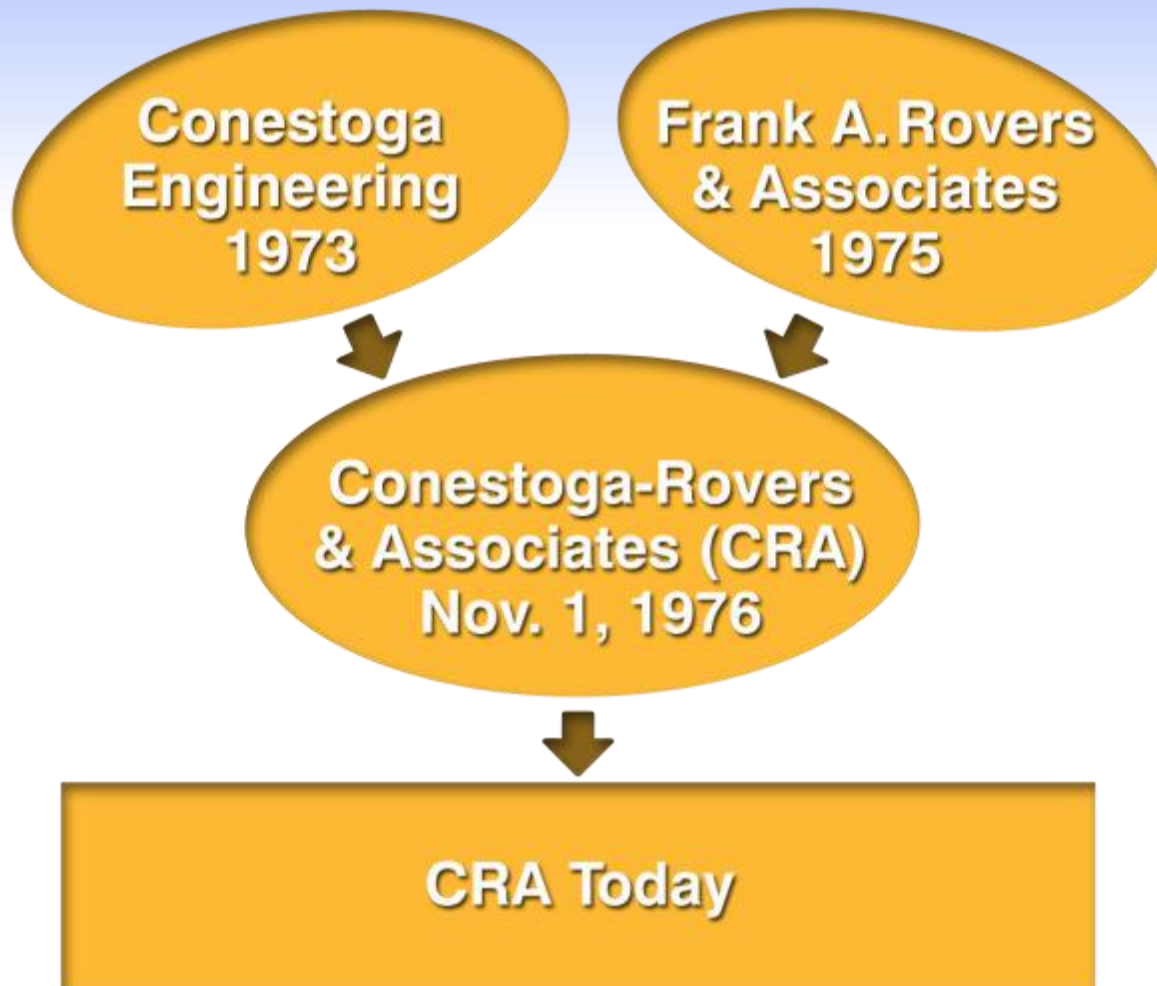 Conestoga
Engineering
1973
Frank A. Rovers
& Associates
1975
Conestoga-Rovers
& Associates (CRA)
Nov. 1, 1976
CRA Today